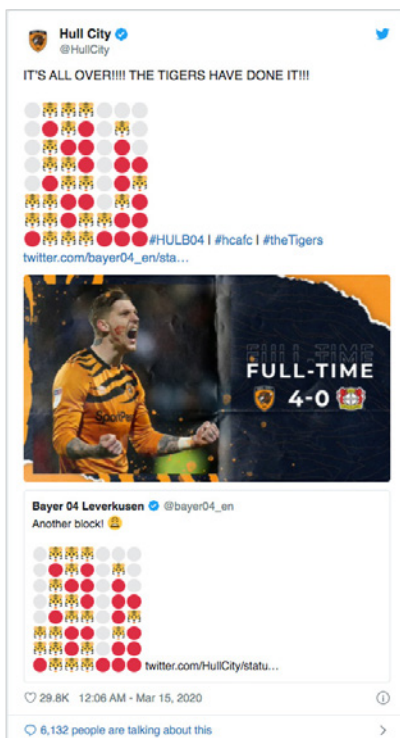 Hull City
@HullCity
IT'S ALL OVER!!!! THE TIGERS HAVE DONE IT!!!
#HULB04 | #hcafc | #theTigers
twitter.com/bayer04_en/sta…
FULL-TIME
FULL-TIME
4-0
Bayer 04 Leverkusen @bayer04_en
Another block! 😩
twitter.com/HullCity/statu…
29.8K 12:06 AM - Mar 15, 2020
6,132 people are talking about this